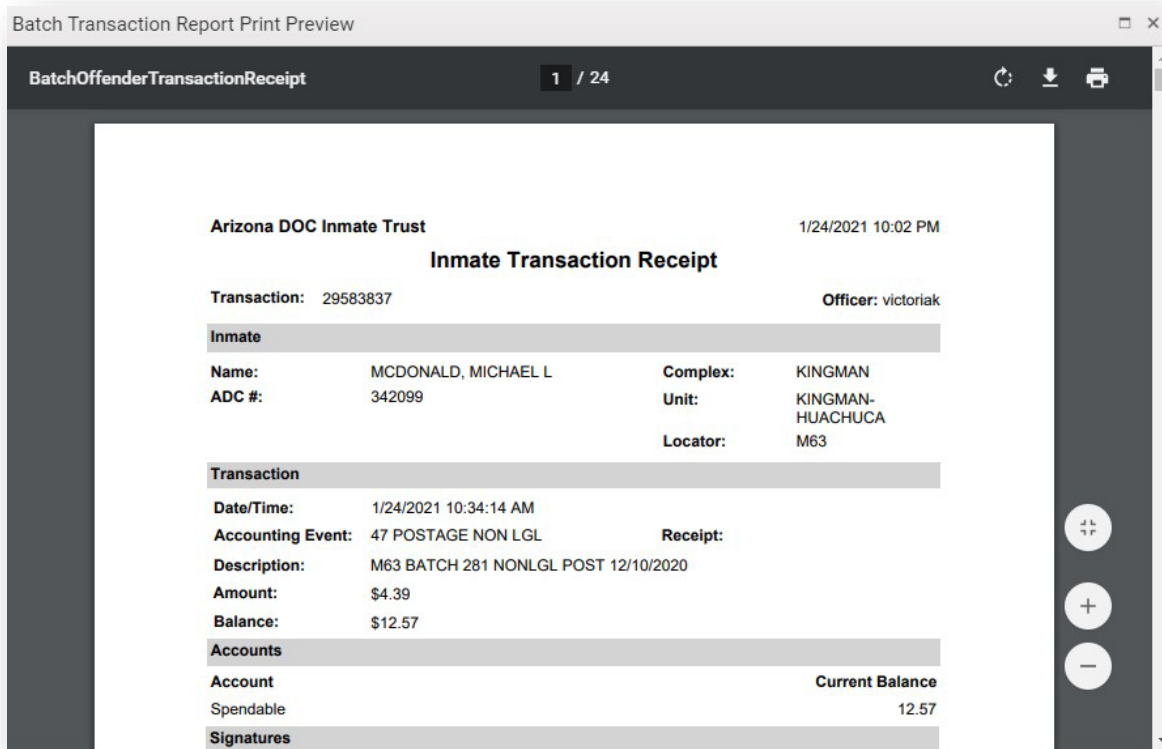 Batch Transaction Report Print Preview
BatchOffenderTransactionReceipt 1 / 24
Arizona DOC Inmate Trust 1/24/2021 10:02 PM
Inmate Transaction Receipt
Transaction: 29583837 Officer: victoriak
Inmate
Name: MCDONALD, MICHAEL L Complex: KINGMAN
ADC #: 342099 Unit: KINGMAN-
HUACHUCA
Locator: M63
Transaction
Date/Time: 1/24/2021 10:34:14 AM
Accounting Event: 47 POSTAGE NON LGL Receipt:
Description: M63 BATCH 281 NONLGL POST 12/10/2020
Amount: $4.39
Balance: $12.57
Accounts
Account Current Balance
Spendable 12.57
Signatures